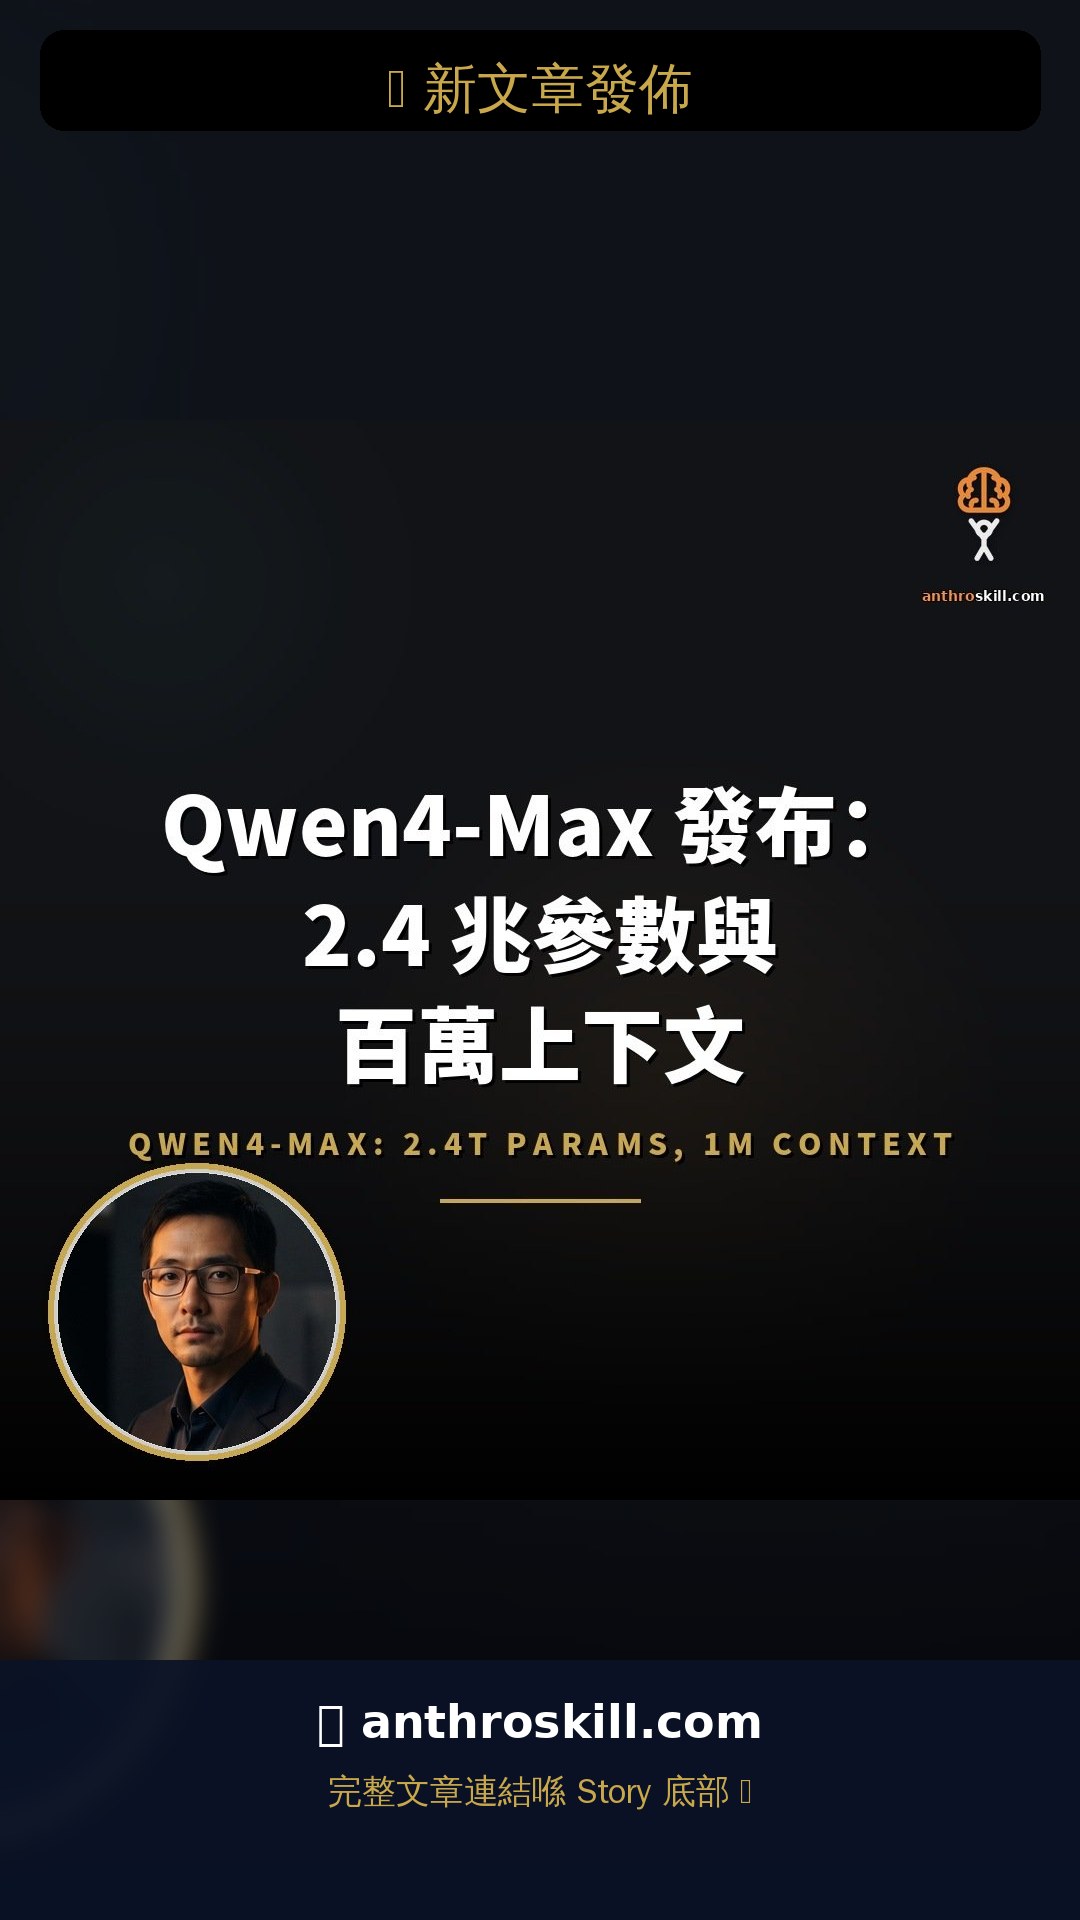 新文章發佈
anthroskill.com
Qwen4-Max 發布：
2.4 兆參數與
百萬上下文
QWEN4-MAX: 2.4T PARAMS, 1M CONTEXT
anthroskill.com
完整文章連結喺 Story 底部